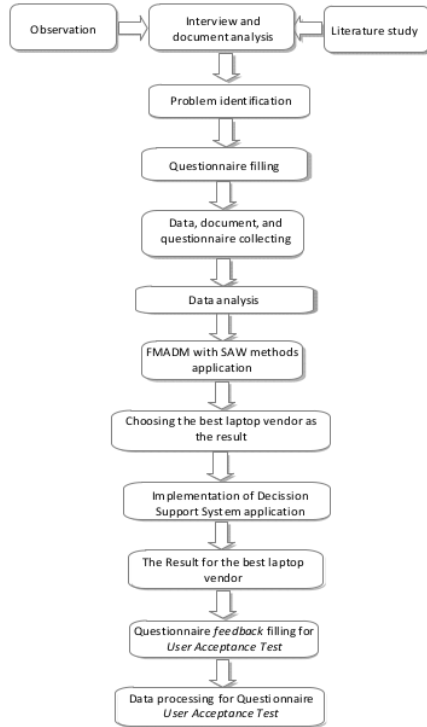 Observation
Interview and
document analysis
Literature study
Problem identification
Questionnaire filling
Data, document, and
questionnaire collecting
Data analysis
FMADM with SAW methods
application
Choosing the best laptop vendor as
the result
Implementation of Decission
Support System application
The Result for the best laptop
vendor
Questionnaire feedback filling for
User Acceptance Test
Data processing for Questionnaire
User Acceptance Test